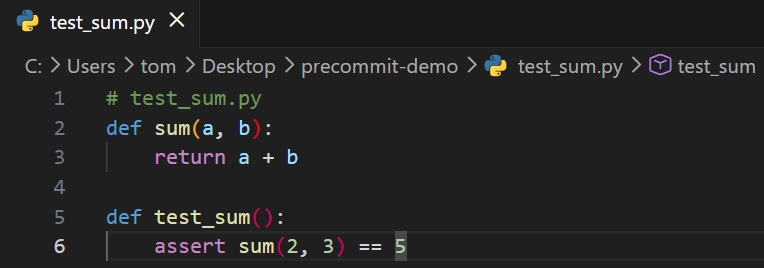 test_sum.py ×
C: > Users > tom > Desktop > precommit-demo > test_sum.py > test_sum
1 # test_sum.py
2 def sum(a, b):
3     return a + b
4
5 def test_sum():
6     assert sum(2, 3) == 5